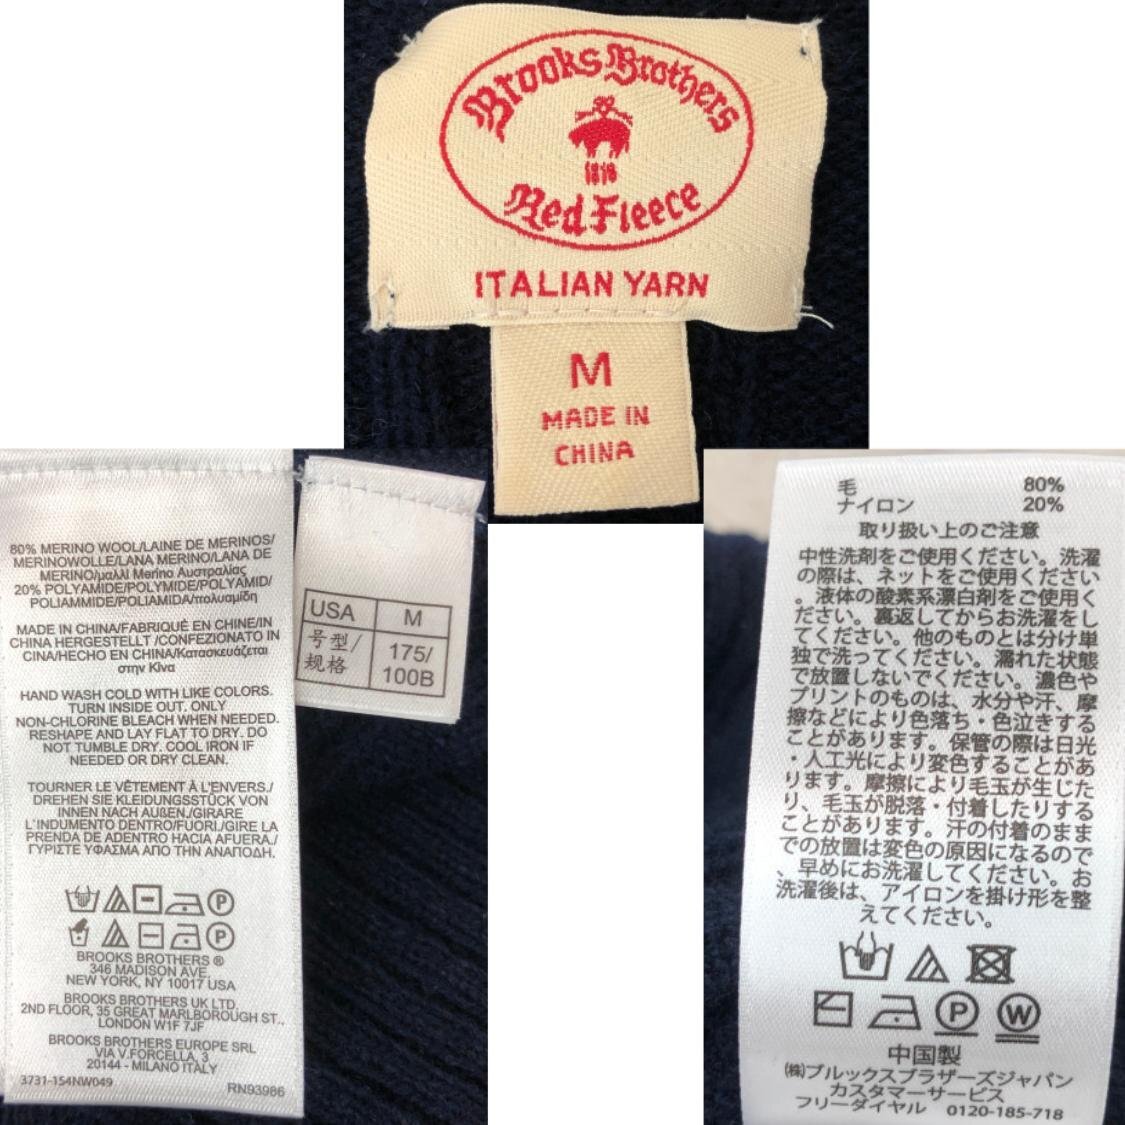 Brooks Brothers
1818
Red Fleece
ITALIAN YARN
M
MADE IN
CHINA
80% MERINO WOOL/LAINE DE MERINOS/
MERINOWOLLE/LANA MERINO/LANA DE
MERINO/μαλλί Merino Αυστραλίας
20% POLYAMIDE/POLYMIDE/POLYAMID/
POLIAMMIDE/POLIAMIDA/πολυαμίδη
MADE IN CHINA/FABRIQUÉ EN CHINE/IN
CHINA HERGESTELLT /CONFEZIONATO IN
CINA/HECHO EN CHINA/Κατασκευάζεται
στην Κίνα
HAND WASH COLD WITH LIKE COLORS.
TURN INSIDE OUT. ONLY
NON-CHLORINE BLEACH WHEN NEEDED.
RESHAPE AND LAY FLAT TO DRY. DO
NOT TUMBLE DRY. COOL IRON IF
NEEDED OR DRY CLEAN.
TOURNER LE VÊTEMENT À L'ENVERS./
DREHEN SIE KLEIDUNGSSTÜCK VON
INNEN NACH AUßEN./GIRARE
L'INDUMENTO DENTRO/FUORI./GIRE LA
PRENDA DE ADENTRO HACIA AFUERA./
ΓΥΡΙΣΤΕ ΥΦΑΣΜΑ ΑΠΟ ΤΗΝ ΑΝΑΠΟΔΗ.
P
P
BROOKS BROTHERS ®
346 MADISON AVE.
NEW YORK, NY 10017 USA
BROOKS BROTHERS UK LTD.
2ND FLOOR, 35 GREAT MARLBOROUGH ST.,
LONDON W1F 7JF
BROOKS BROTHERS EUROPE SRL
VIA V.FORCELLA, 3
20144 - MILANO ITALY
3731-154NW049 RN93986
USA M
号型/
规格
175/
100B
毛 80%
ナイロン 20%
取り扱い上のご注意
中性洗剤をご使用ください。洗濯
の際は、ネットをご使用ください
。液体の酸素系漂白剤をご使用く
ださい。裏返してからお洗濯をし
てください。他のものとは分け単
独で洗ってください。濡れた状態
で放置しないでください。濃色や
プリントのものは、水分や汗、摩
擦などにより色落ち・色泣きする
ことがあります。保管の際は日光
・人工光により変色することがあ
ります。摩擦により毛玉が生じた
り、毛玉が脱落・付着したりする
ことがあります。汗の付着のまま
での放置は変色の原因になるので
、早めにお洗濯してください。お
洗濯後は、アイロンを掛け形を整
えてください。
P W
中国製
㈱ブルックスブラザーズジャパン
カスタマーサービス
フリーダイヤル 0120-185-718